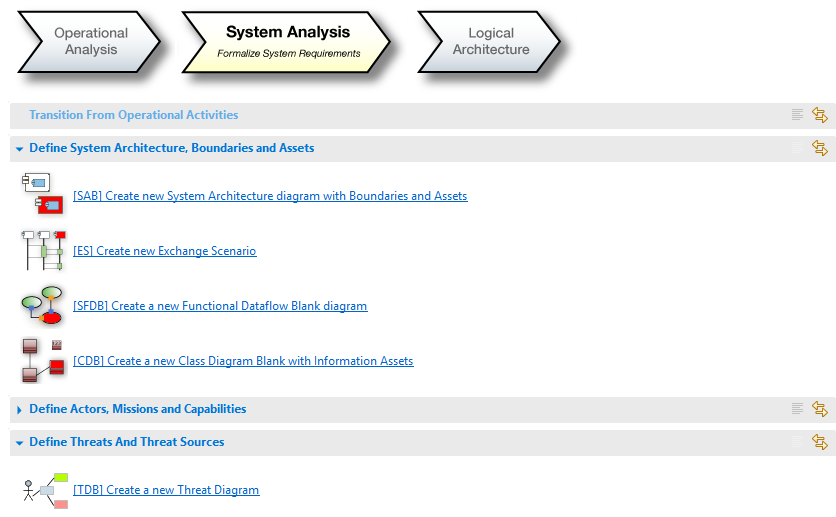 Operational
Analysis
System Analysis
Formalize System Requirements
Logical
Architecture
Transition From Operational Activities
Define System Architecture, Boundaries and Assets
[SAB] Create new System Architecture diagram with Boundaries and Assets
[ES] Create new Exchange Scenario
[SFDB] Create a new Functional Dataflow Blank diagram
[CDB] Create a new Class Diagram Blank with Information Assets
Define Actors, Missions and Capabilities
Define Threats And Threat Sources
[TDB] Create a new Threat Diagram